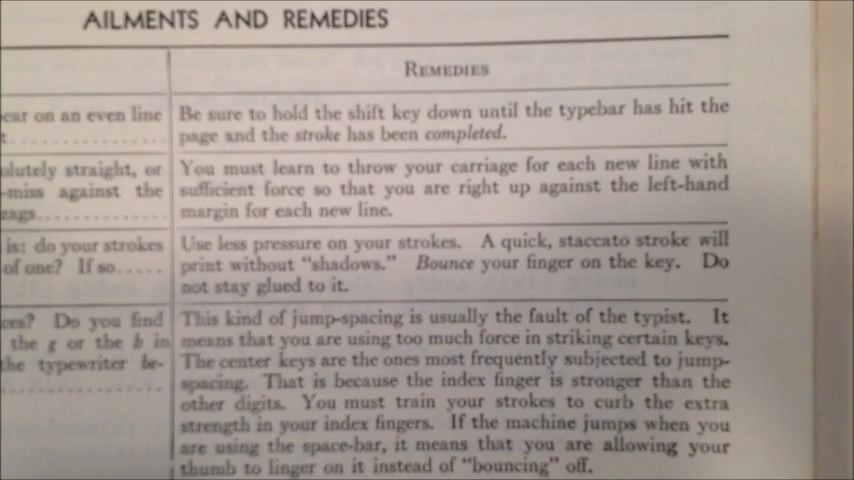 AILMENTS AND REMEDIES
REMEDIES
ear on an even line
t..............
Be sure to hold the shift key down until the typebar has hit the
page and the stroke has been completed.
olutely straight, or
-miss against the
zags.............
You must learn to throw your carriage for each new line with
sufficient force so that you are right up against the left-hand
margin for each new line.
is: do your strokes
of one? If so.....
Use less pressure on your strokes. A quick, staccato stroke will
print without "shadows." Bounce your finger on the key. Do
not stay glued to it.
ces? Do you find
the g or the b in
the typewriter be-
This kind of jump-spacing is usually the fault of the typist. It
means that you are using too much force in striking certain keys.
The center keys are the ones most frequently subjected to jump-
spacing. That is because the index finger is stronger than the
other digits. You must train your strokes to curb the extra
strength in your index fingers. If the machine jumps when you
are using the space-bar, it means that you are allowing your
thumb to linger on it instead of "bouncing" off.